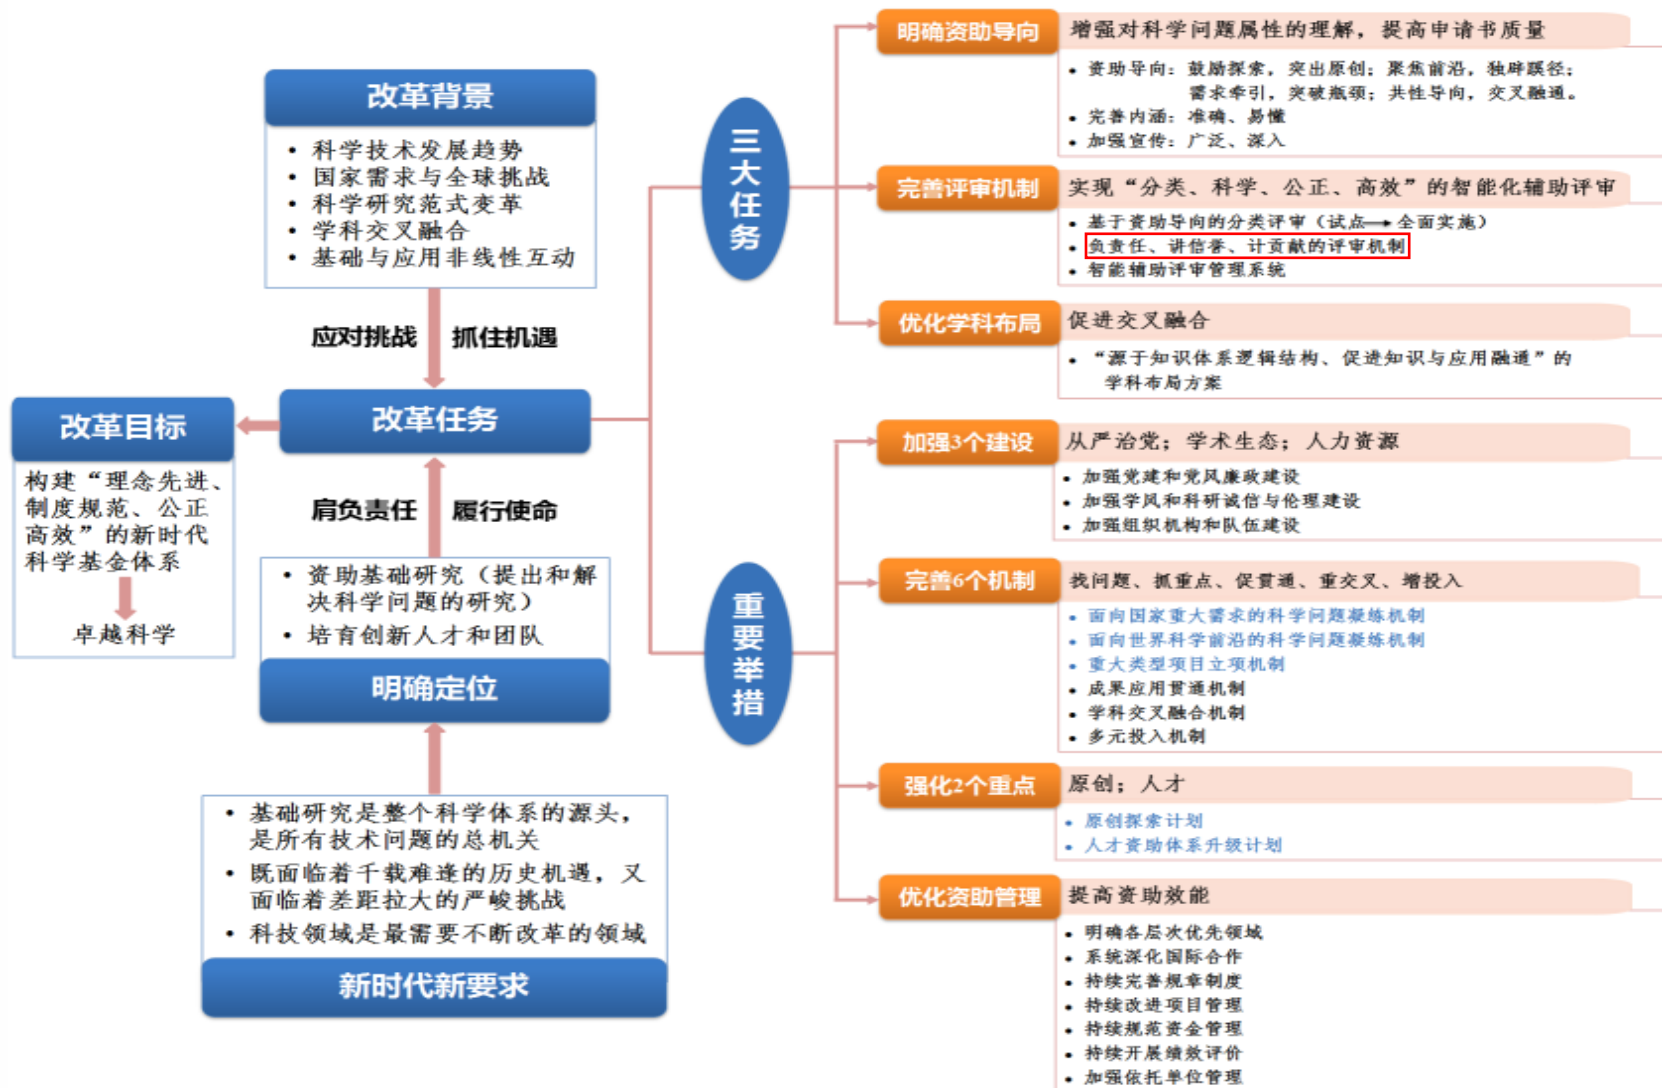 改革背景
• 科学技术发展趋势
• 国家需求与全球挑战
• 科学研究范式变革
• 学科交叉融合
• 基础与应用非线性互动
应对挑战 抓住机遇
改革任务
改革目标
构建“理念先进、
制度规范、公正
高效”的新时代
科学基金体系
卓越科学
肩负责任 履行使命
• 资助基础研究（提出和解
决科学问题的研究）
• 培育创新人才和团队
明确定位
• 基础研究是整个科学体系的源头，
是所有技术问题的总机关
• 既面临着千载难逢的历史机遇，又
面临着差距拉大的严峻挑战
• 科技领域是最需要不断改革的领域
新时代新要求
三大任务
明确资助导向 增强对科学问题属性的理解，提高申请书质量
• 资助导向：鼓励探索，突出原创；聚焦前沿，独辟蹊径；
需求牵引，突破瓶颈；共性导向，交叉融通。
• 完善内涵：准确、易懂
• 加强宣传：广泛、深入
完善评审机制 实现“分类、科学、公正、高效”的智能化辅助评审
• 基于资助导向的分类评审（试点→全面实施）
• 负责任、讲信誉、计贡献的评审机制
• 智能辅助评审管理系统
优化学科布局 促进交叉融合
• “源于知识体系逻辑结构、促进知识与应用融通”的
学科布局方案
重要举措
加强3个建设 从严治党；学术生态；人力资源
• 加强党建和党风廉政建设
• 加强学风和科研诚信与伦理建设
• 加强组织机构和队伍建设
完善6个机制 找问题、抓重点、促贯通、重交叉、增投入
• 面向国家重大需求的科学问题凝练机制
• 面向世界科学前沿的科学问题凝练机制
• 重大类型项目立项机制
• 成果应用贯通机制
• 学科交叉融合机制
• 多元投入机制
强化2个重点 原创；人才
• 原创探索计划
• 人才资助体系升级计划
优化资助管理 提高资助效能
• 明确各层次优先领域
• 系统深化国际合作
• 持续完善规章制度
• 持续改进项目管理
• 持续规范资金管理
• 持续开展绩效评价
• 加强依托单位管理